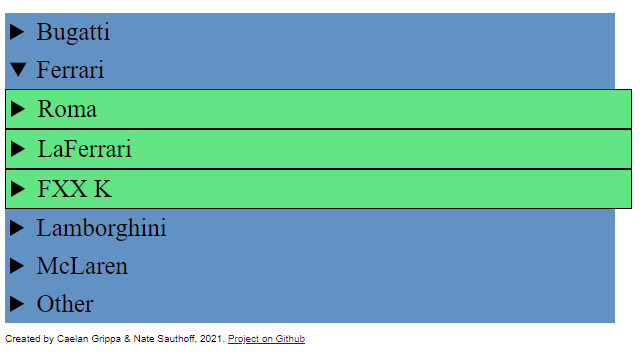 Bugatti
Ferrari
Roma
LaFerrari
FXX K
Lamborghini
McLaren
Other
Created by Caelan Grippa & Nate Sauthoff, 2021. Project on Github